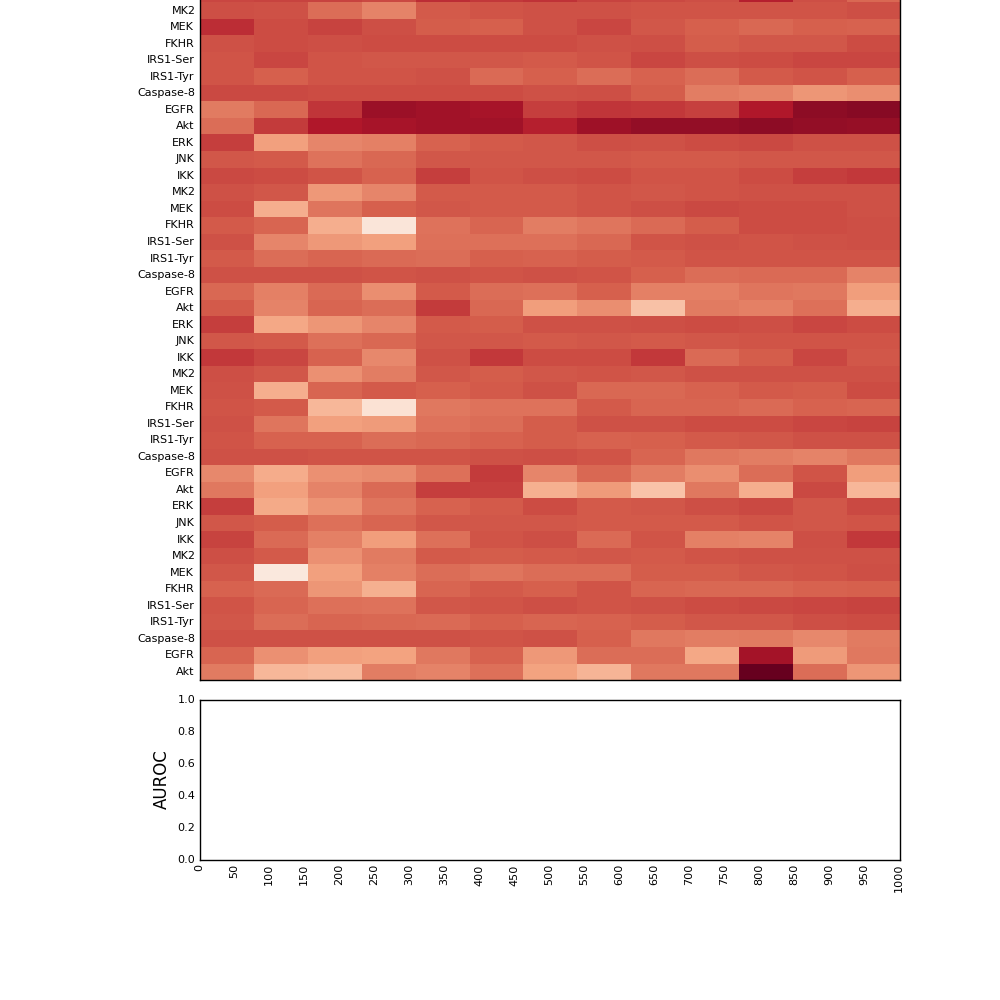 MK2
MEK
FKHR
IRS1-Ser
IRS1-Tyr
Caspase-8
EGFR
Akt
ERK
JNK
IKK
MK2
MEK
FKHR
IRS1-Ser
IRS1-Tyr
Caspase-8
EGFR
Akt
ERK
JNK
IKK
MK2
MEK
FKHR
IRS1-Ser
IRS1-Tyr
Caspase-8
EGFR
Akt
ERK
JNK
IKK
MK2
MEK
FKHR
IRS1-Ser
IRS1-Tyr
Caspase-8
EGFR
Akt
1.0
0.8
0.6
0.4
0.2
0.0
AUROC
0 50 100 150 200 250 300 350 400 450 500 550 600 650 700 750 800 850 900 950 1000